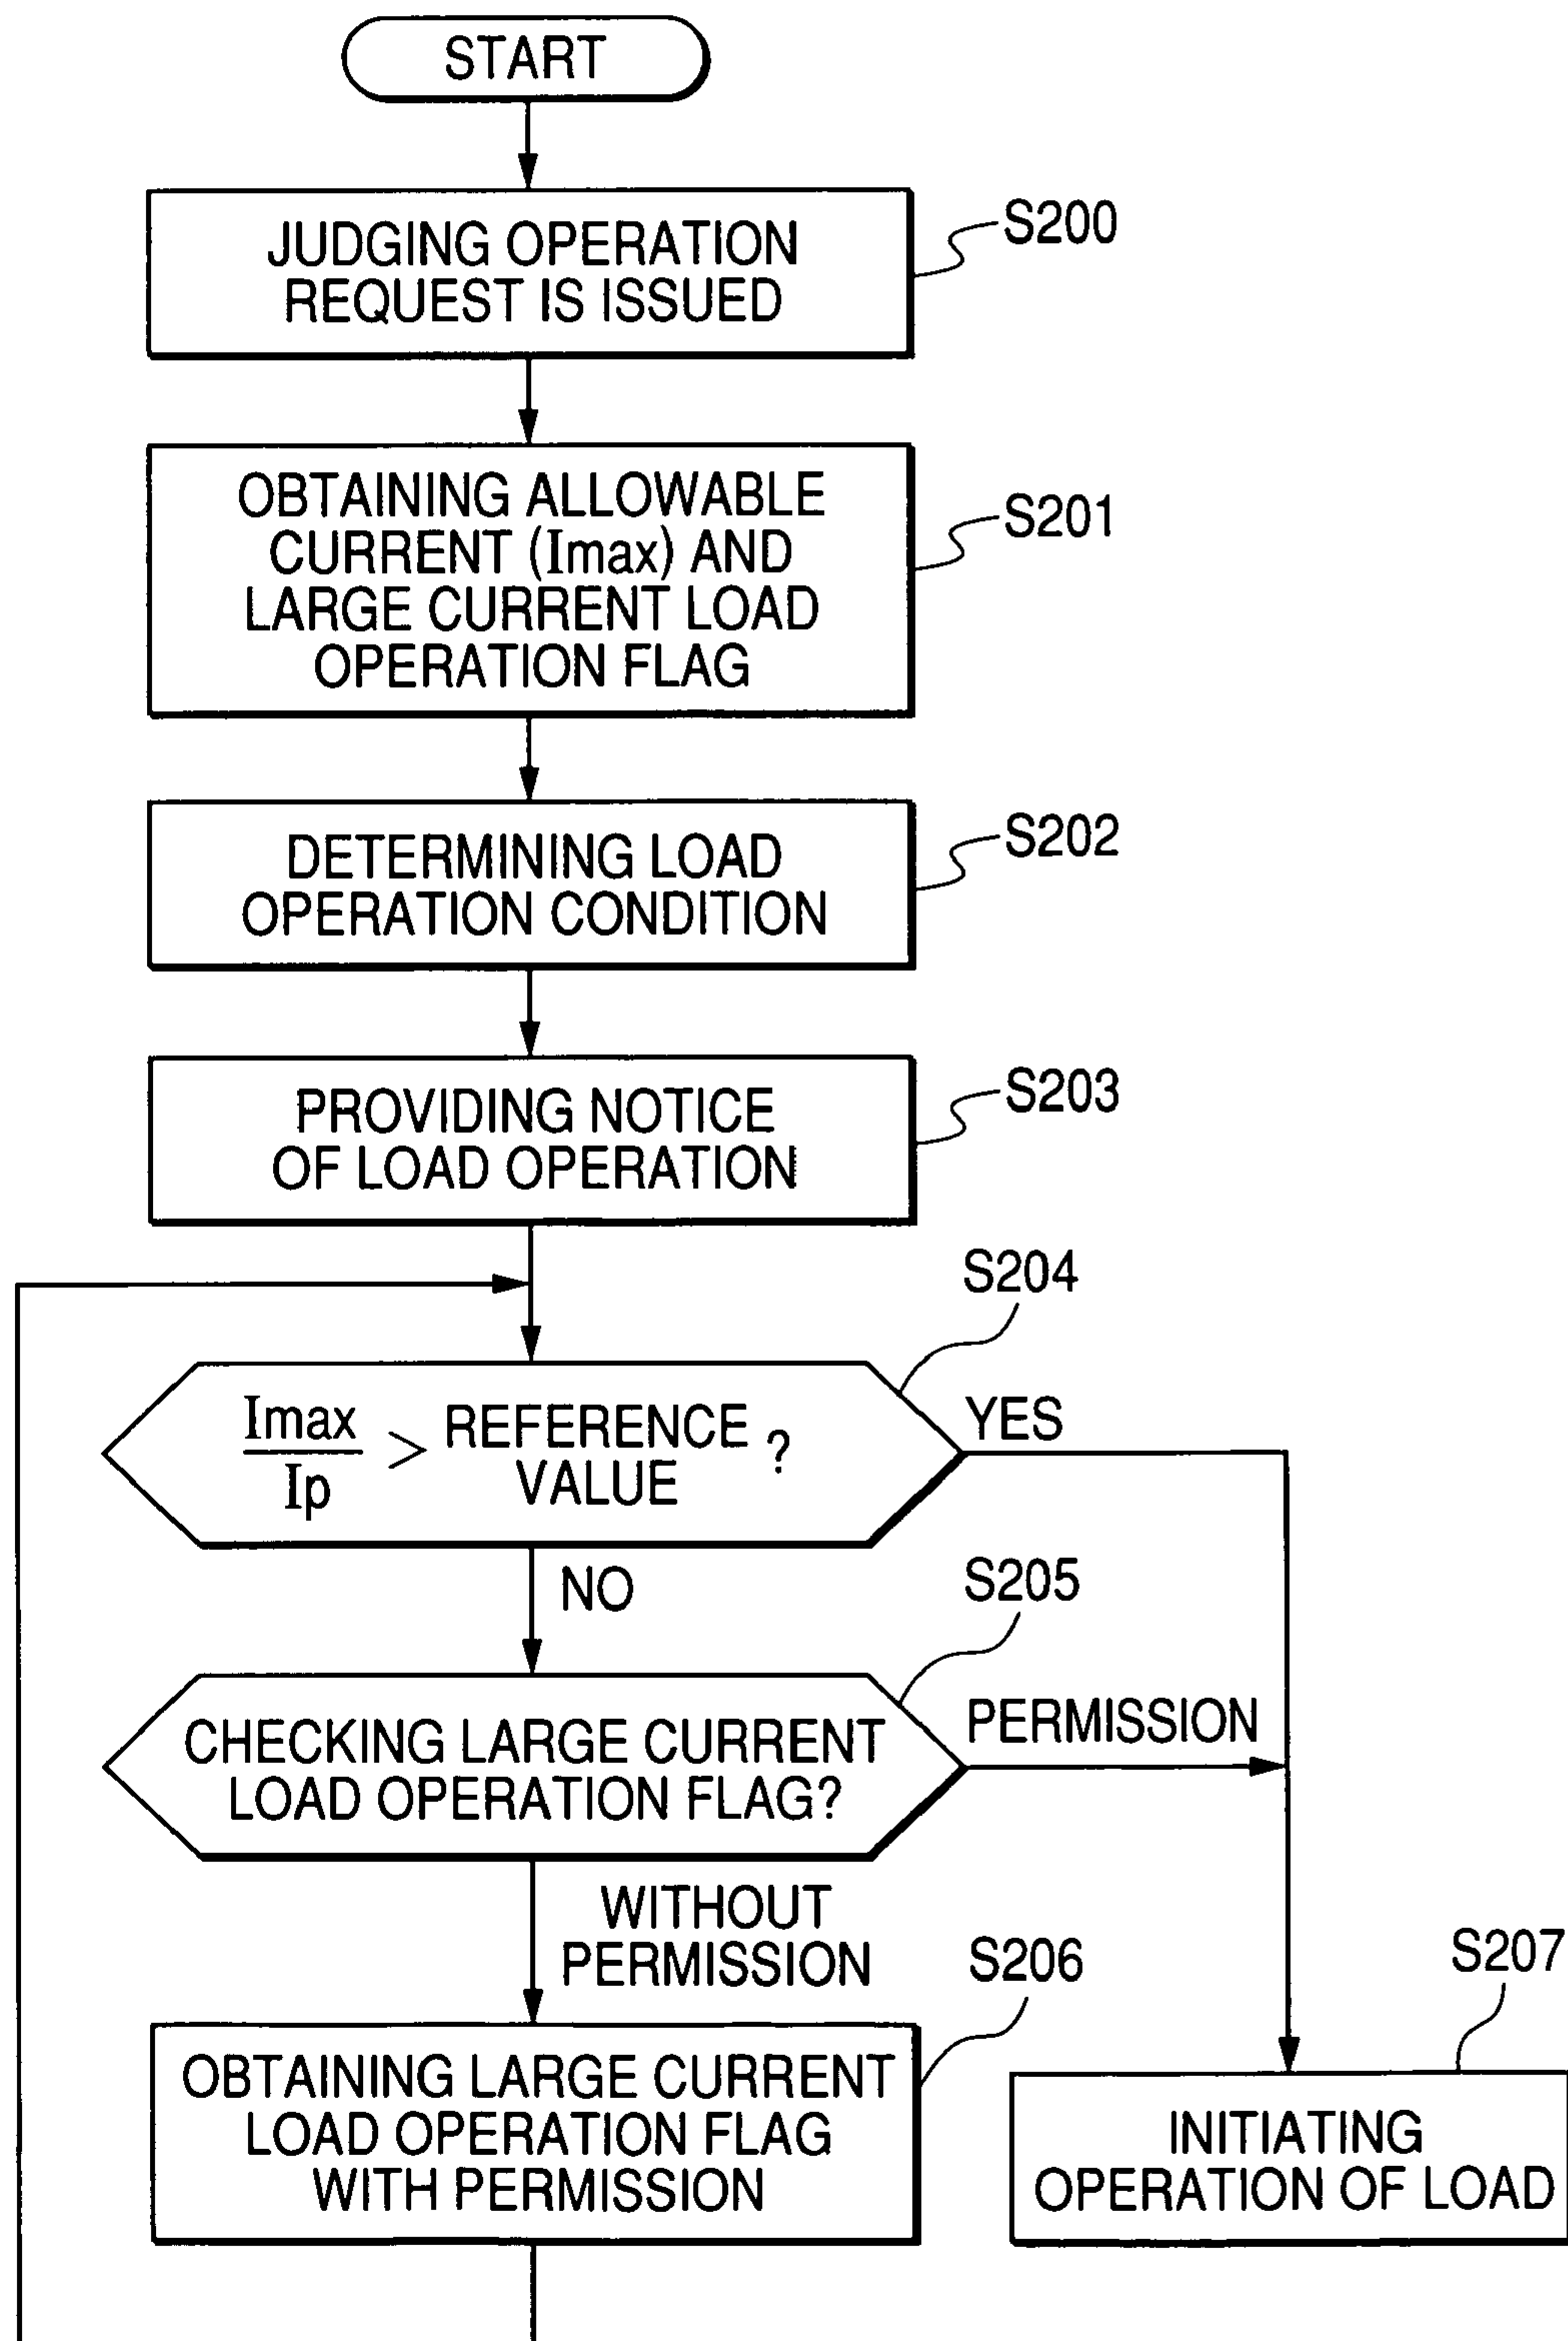 START
JUDGING OPERATION
REQUEST IS ISSUED
S200
OBTAINING ALLOWABLE
CURRENT (Imax) AND
LARGE CURRENT LOAD
OPERATION FLAG
S201
DETERMINING LOAD
OPERATION CONDITION
S202
PROVIDING NOTICE
OF LOAD OPERATION
S203
S204
Imax
Ip
> REFERENCE
VALUE ?
YES
NO
S205
CHECKING LARGE CURRENT
LOAD OPERATION FLAG?
PERMISSION
WITHOUT
PERMISSION
S206
OBTAINING LARGE CURRENT
LOAD OPERATION FLAG
WITH PERMISSION
S207
INITIATING
OPERATION OF LOAD